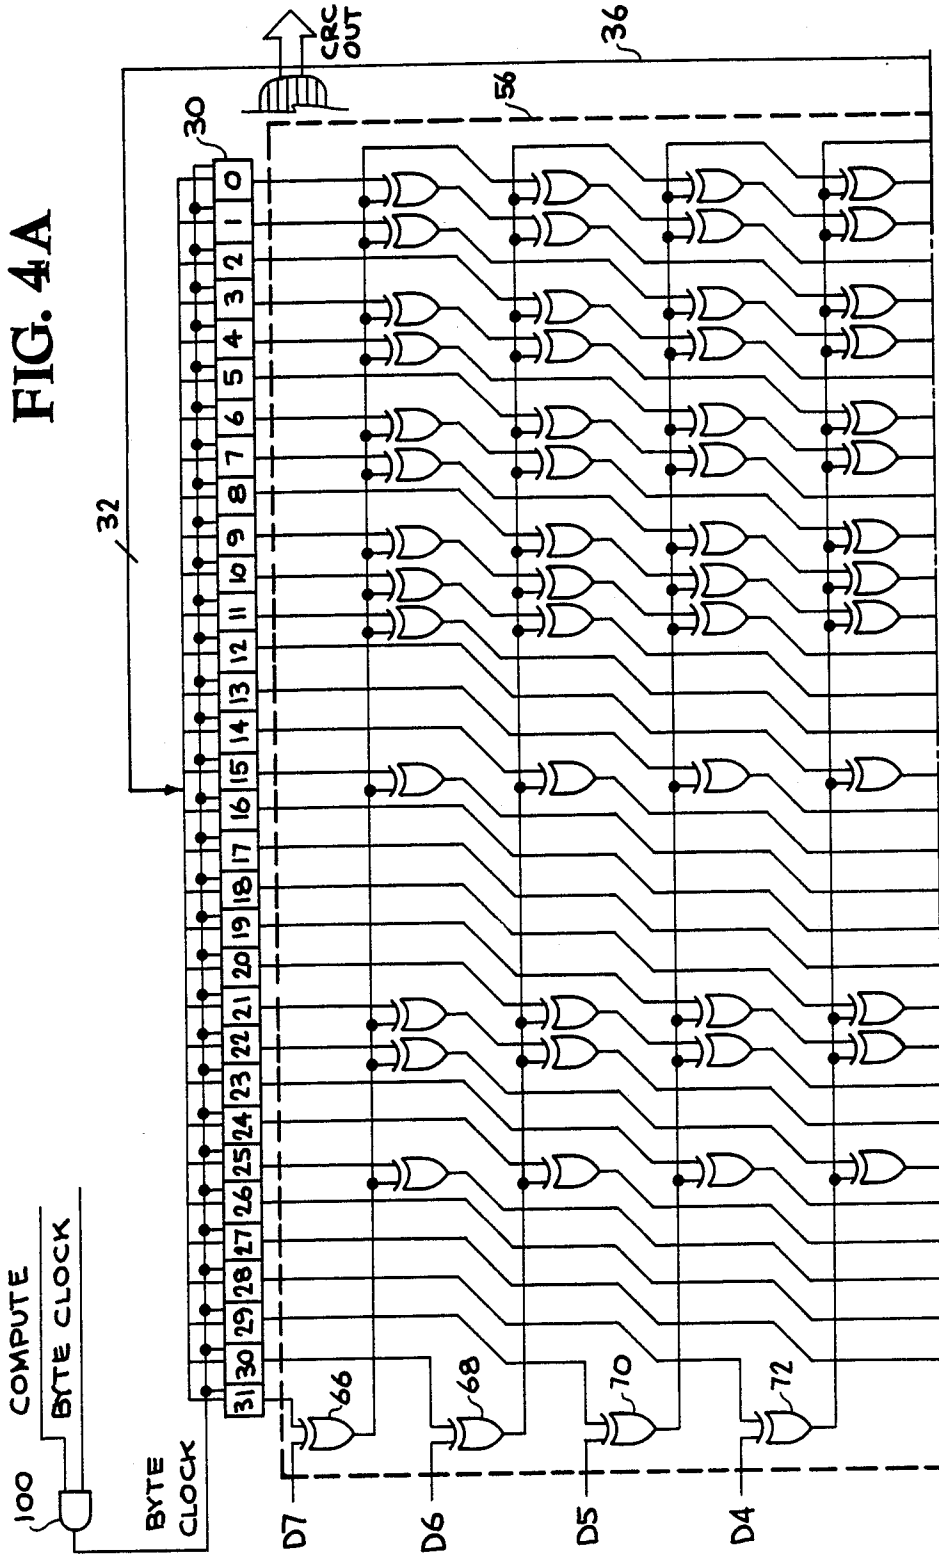 FIG. 4A
100
COMPUTE
BYTE CLOCK
BYTE
CLOCK
32
30
CRC
OUT
36
31 30 29 28 27 26 25 24 23 22 21 20 19 18 17 16 15 14 13 12 11 10 9 8 7 6 5 4 3 2 1 0
56
D7
66
D6
68
D5
70
D4
72